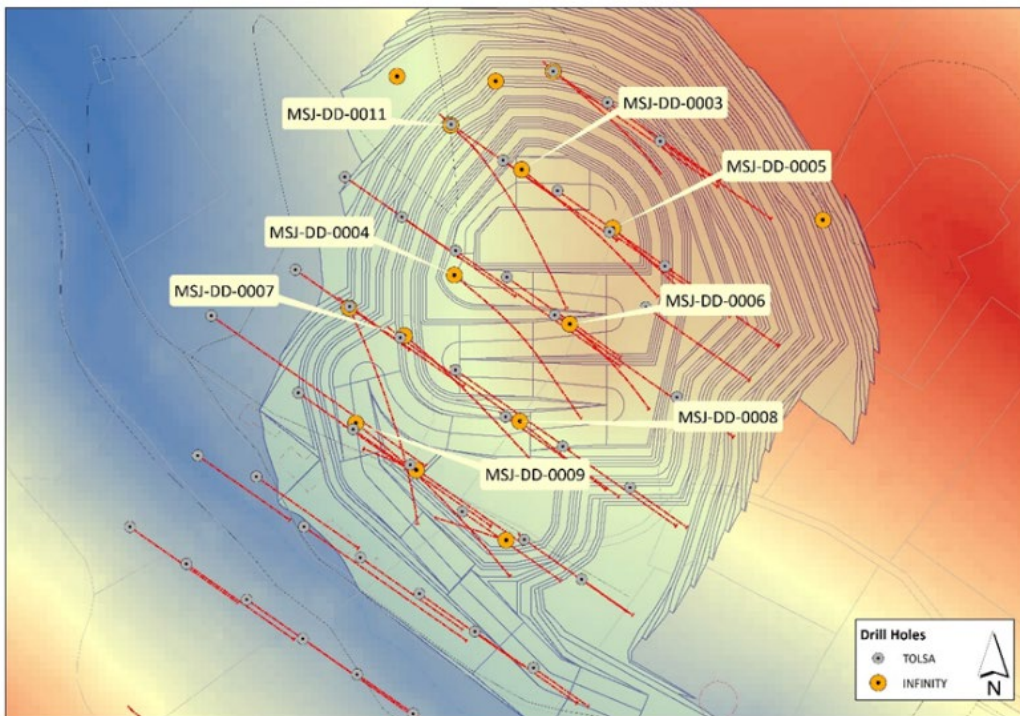 MSJ-DD-0003
MSJ-DD-0011
MSJ-DD-0005
MSJ-DD-0004
MSJ-DD-0007
MSJ-DD-0006
MSJ-DD-0008
MSJ-DD-0009
Drill Holes
TOLSA
INFINITY
N